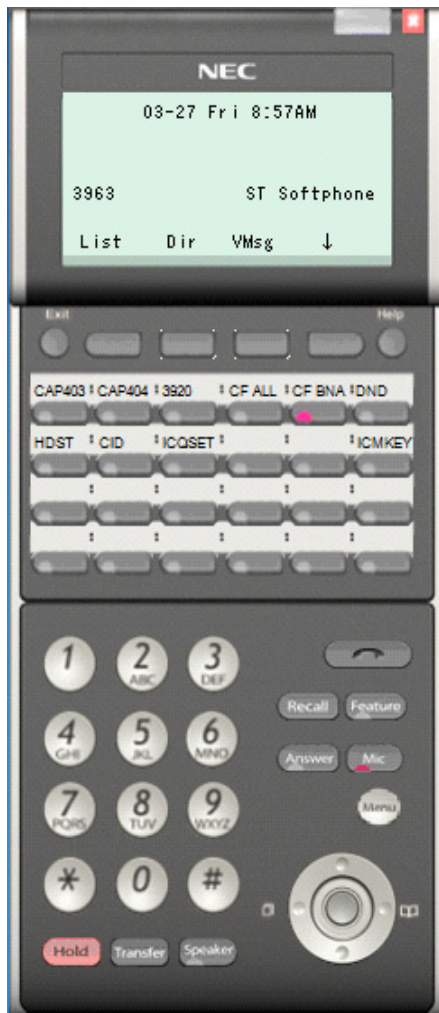 NEC
03-27 Fri 8:57AM
3963 ST Softphone
List Dir VMsg ↓
Exit Help
CAP403 CAP404 3920 CF ALL CF BNA DND
HDST CID ICQSET ICMKEY
1 2 3
ABC DEF
Recall Feature
4 5 6
GHI JKL MNO
Answer Mic
7 8 9
PQRS TUV WXYZ
Menu
* 0 #
Hold Transfer Speaker